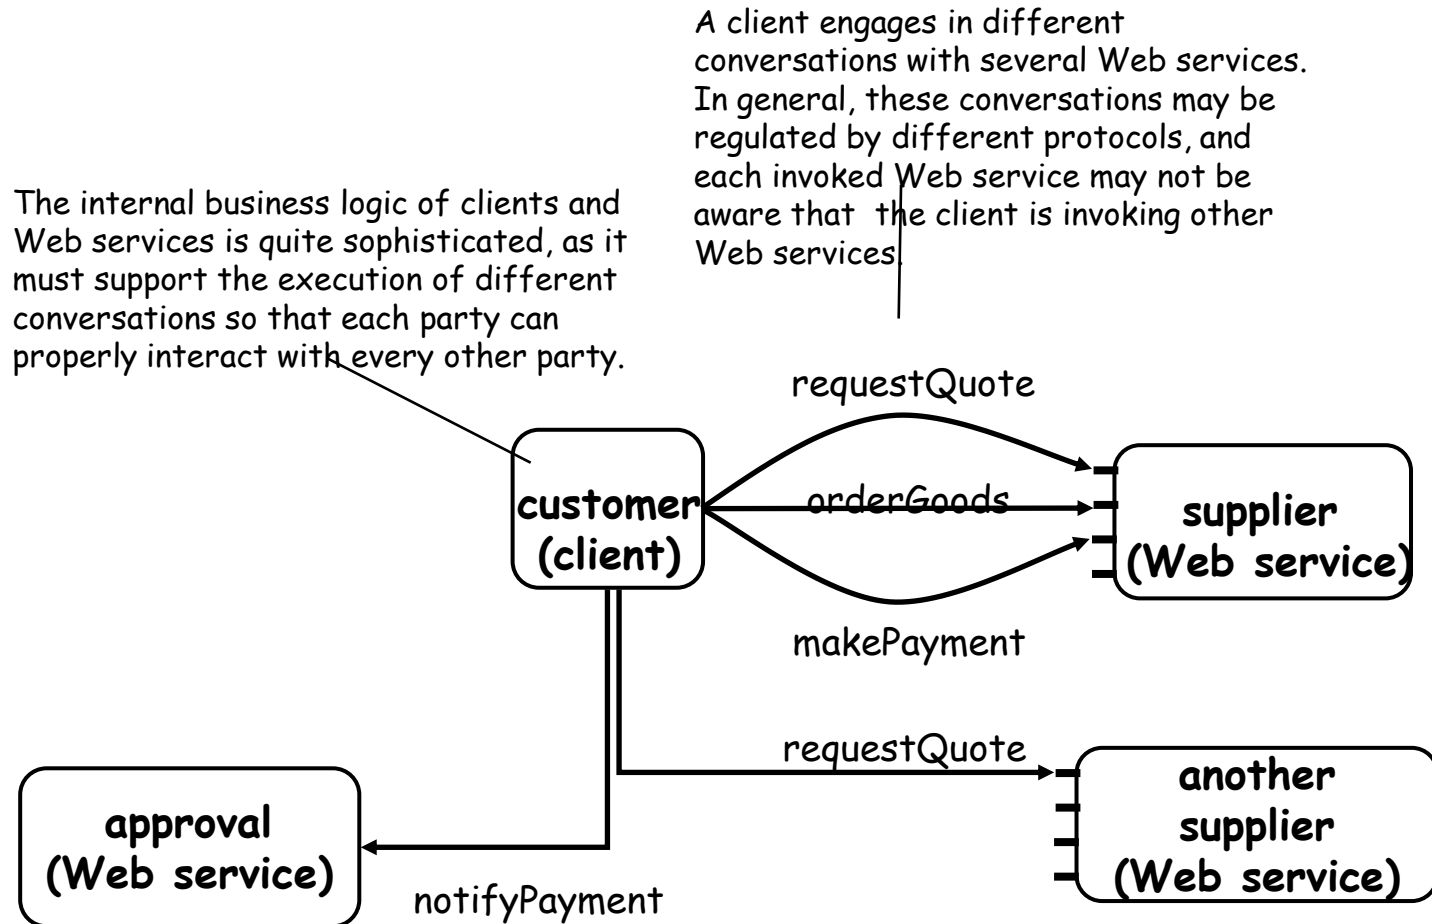 A client engages in different
conversations with several Web services.
In general, these conversations may be
regulated by different protocols, and
each invoked Web service may not be
aware that  the client is invoking other
Web services.
The internal business logic of clients and
Web services is quite sophisticated, as it
must support the execution of different
conversations so that each party can
properly interact with every other party.
requestQuote
orderGoods
makePayment
customer
(client)
supplier
(Web service)
requestQuote
another
supplier
(Web service)
approval
(Web service)
notifyPayment